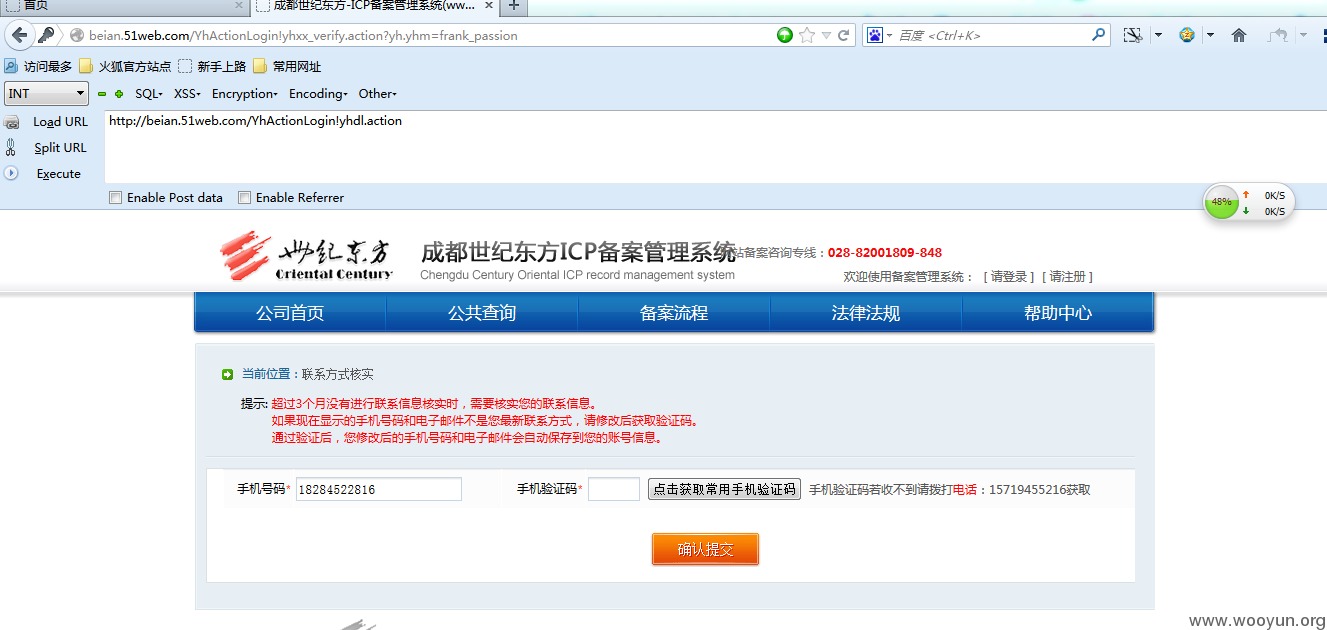 首页
成都世纪东方-ICP备案管理系统(ww...
beian.51web.com/YhActionLogin!yhxx_verify.action?yh.yhm=frank_passion
百度 <Ctrl+K>
访问最多 火狐官方站点 新手上路 常用网址
INT SQL XSS Encryption Encoding Other
Load URL http://beian.51web.com/YhActionLogin!yhdl.action
Split URL
Execute
Enable Post data Enable Referrer
48% 0K/S
0K/S
世纪东方
Oriental Century
成都世纪东方ICP备案管理系统
Chengdu Century Oriental ICP record management system
站备案咨询专线：028-82001809-848
欢迎使用备案管理系统： [ 请登录 ] [ 请注册 ]
公司首页 公共查询 备案流程 法律法规 帮助中心
当前位置：联系方式核实
提示: 超过3个月没有进行联系信息核实时，需要核实您的联系信息。
如果现在显示的手机号码和电子邮件不是您最新联系方式，请修改后获取验证码。
通过验证后，您修改后的手机号码和电子邮件会自动保存到您的账号信息。
手机号码* 18284522816 手机验证码* 点击获取常用手机验证码 手机验证码若收不到请拨打电话：15719455216获取
确认提交
www.wooyun.org